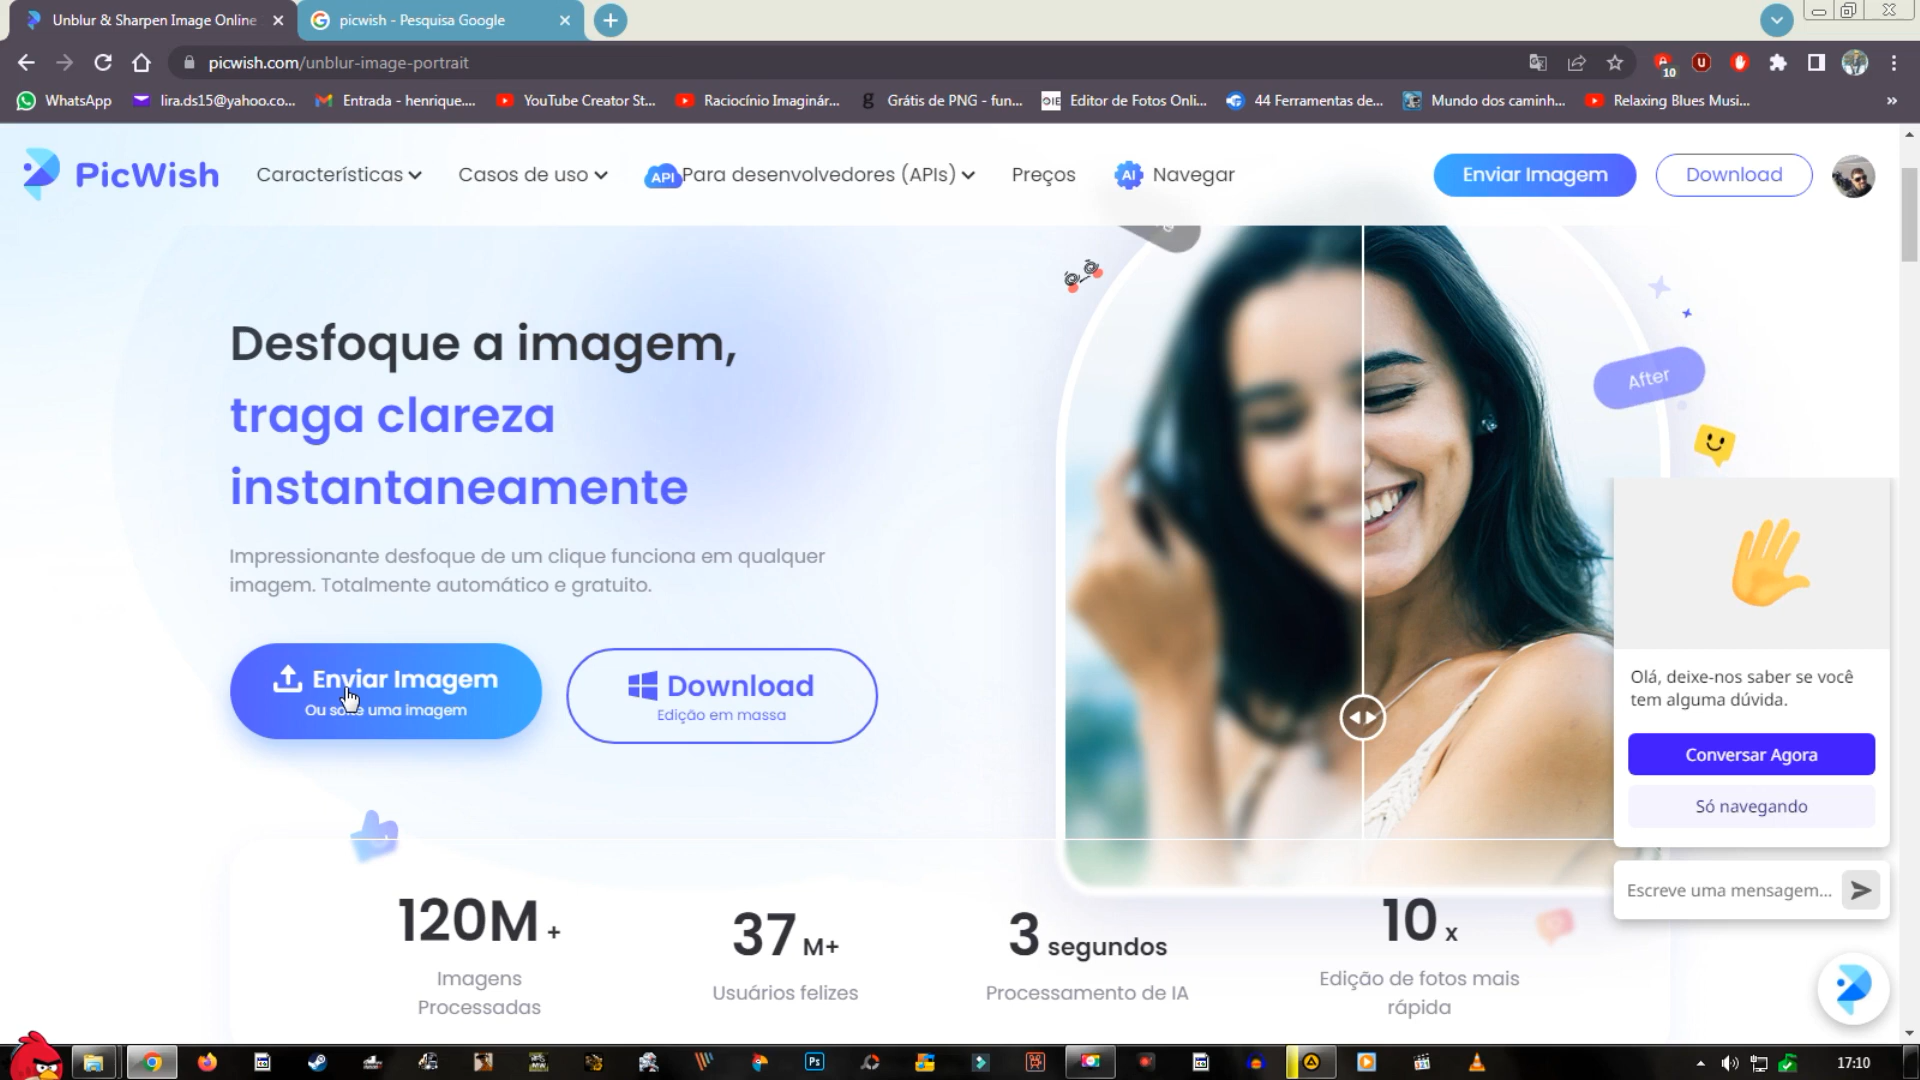 Unblur & Sharpen Image Online
picwish - Pesquisa Google
picwish.com/unblur-image-portrait
10
WhatsApp
lira.ds15@yahoo.co...
Entrada - henrique....
YouTube Creator St...
Raciocínio Imaginár...
Grátis de PNG - fun...
Editor de Fotos Onli...
44 Ferramentas de...
Mundo dos caminh...
Relaxing Blues Musi...
PicWish
Características
Casos de uso
API Para desenvolvedores (APIs)
Preços
AI Navegar
Enviar Imagem
Download
Desfoque a imagem,
traga clareza
instantaneamente
After
Impressionante desfoque de um clique funciona em qualquer
imagem. Totalmente automático e gratuito.
Enviar Imagem
Ou solte uma imagem
Download
Edição em massa
Olá, deixe-nos saber se você
tem alguma dúvida.
Conversar Agora
Só navegando
Escreve uma mensagem...
120M +
Imagens
Processadas
37 M+
Usuários felizes
3 segundos
Processamento de IA
10 x
Edição de fotos mais
rápida
Ps
17:10